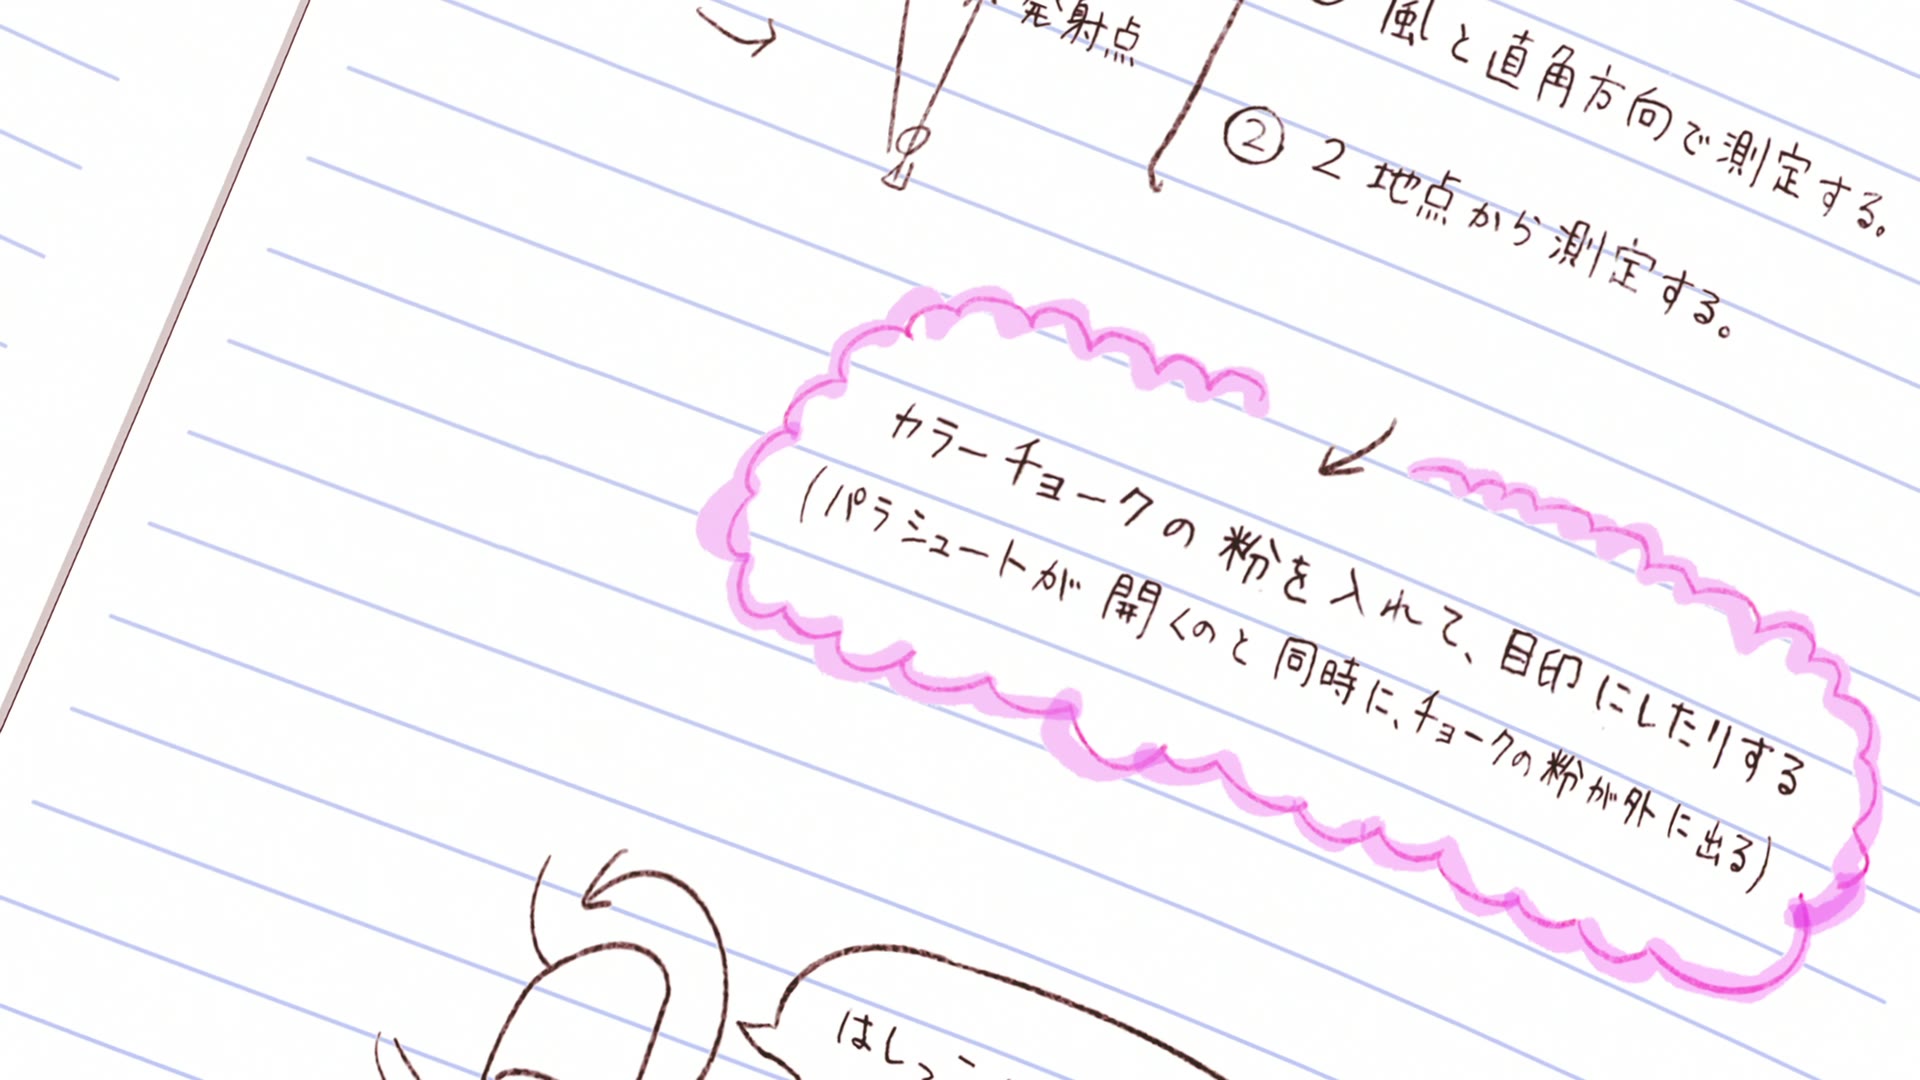 発射点
風と直角方向で測定する。
② 2地点から測定する。
カラーチョークの粉を入れて、目印にしたりする
(パラシュートが開くのと同時に、チョークの粉が外に出る)
はしっこ